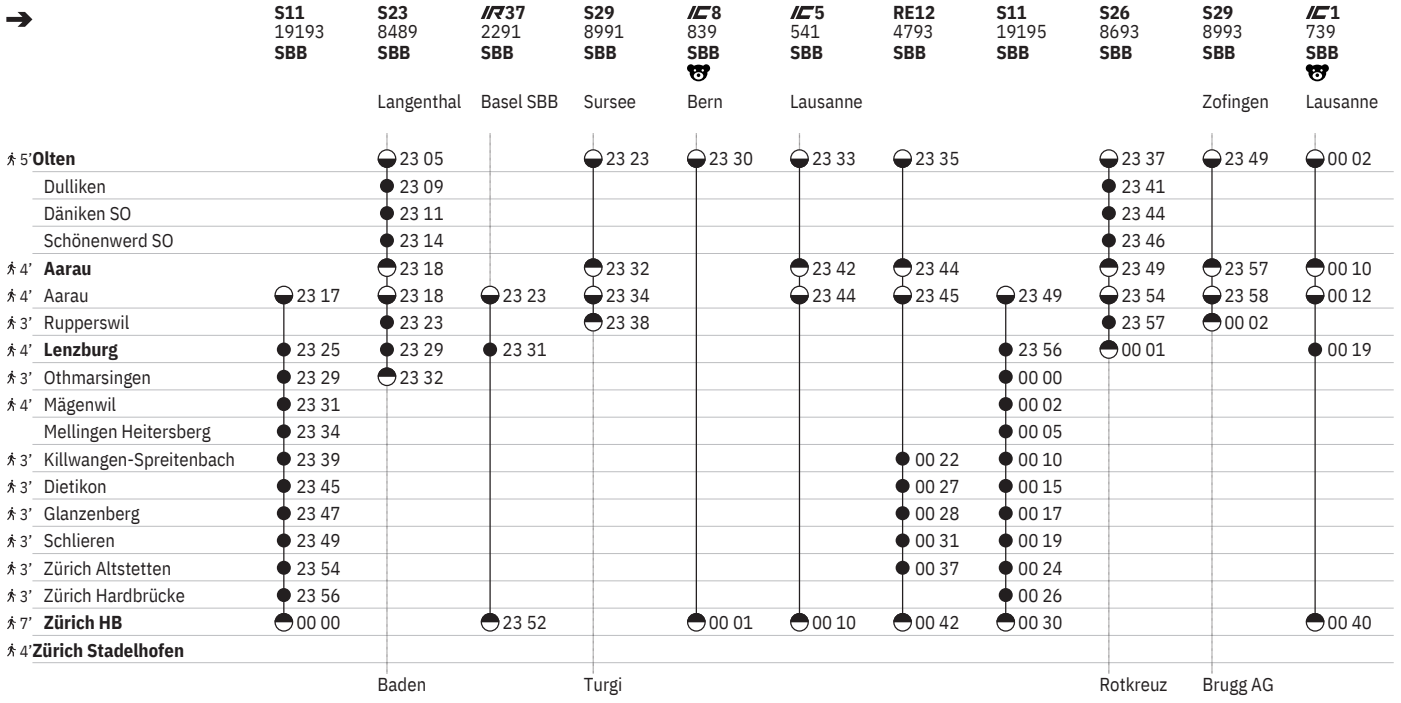 S11 S23 IR37 S29 IC8 IC5 RE12 S11 S26 S29 IC1
19193 8489 2291 8991 839 541 4793 19195 8693 8993 739
SBB SBB SBB SBB SBB SBB SBB SBB SBB SBB SBB
Langenthal Basel SBB Sursee Bern Lausanne Zofingen Lausanne
5’ Olten 23 05 23 23 23 30 23 33 23 35 23 37 23 49 00 02
Dulliken 23 09 23 41
Däniken SO 23 11 23 44
Schönenwerd SO 23 14 23 46
4’ Aarau 23 18 23 32 23 42 23 44 23 49 23 57 00 10
4’ Aarau 23 17 23 18 23 23 23 34 23 44 23 45 23 49 23 54 23 58 00 12
3’ Rupperswil 23 23 23 38 23 57 00 02
4’ Lenzburg 23 25 23 29 23 31 23 56 00 01 00 19
3’ Othmarsingen 23 29 23 32 00 00
4’ Mägenwil 23 31 00 02
Mellingen Heitersberg 23 34 00 05
3’ Killwangen-Spreitenbach 23 39 00 22 00 10
3’ Dietikon 23 45 00 27 00 15
3’ Glanzenberg 23 47 00 28 00 17
3’ Schlieren 23 49 00 31 00 19
3’ Zürich Altstetten 23 54 00 37 00 24
3’ Zürich Hardbrücke 23 56 00 26
7’ Zürich HB 00 00 23 52 00 01 00 10 00 42 00 30 00 40
4’ Zürich Stadelhofen
Baden Turgi Rotkreuz Brugg AG